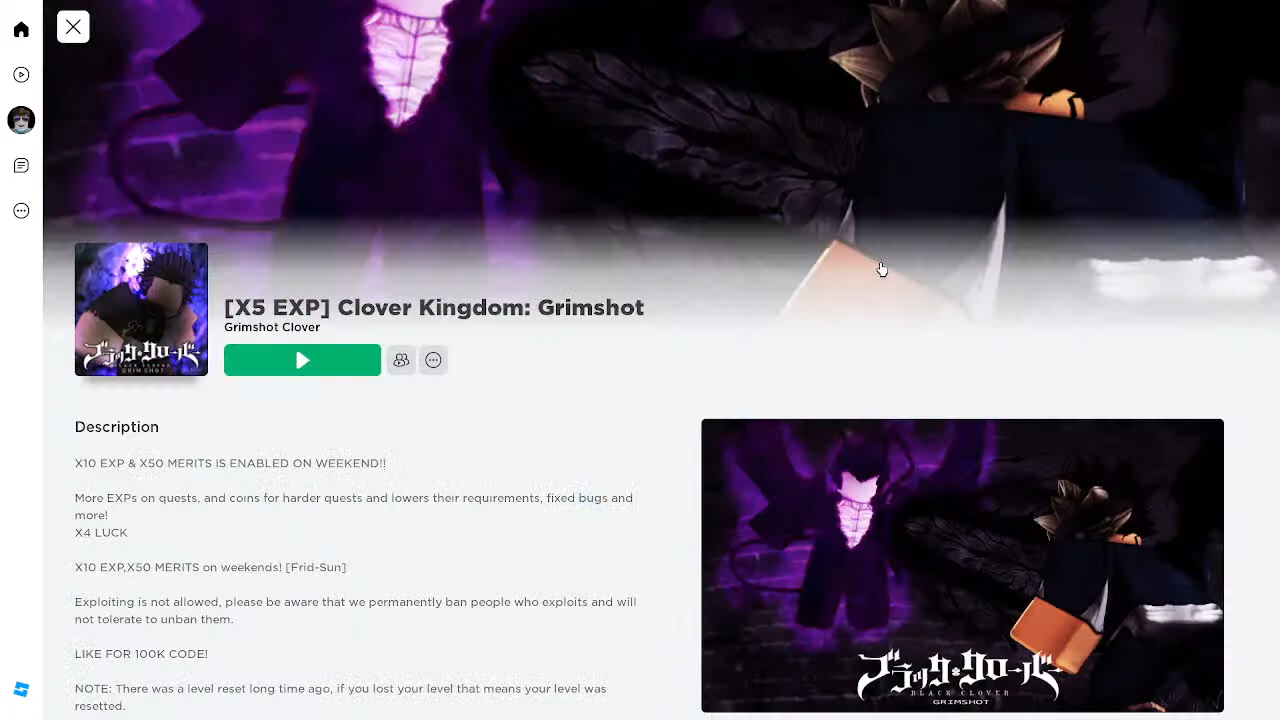 [X5 EXP] Clover Kingdom: Grimshot
Grimshot Clover
ブラック・クローバー
BLACK CLOVER
GRIM SHOT
Description
X10 EXP & X50 MERITS IS ENABLED ON WEEKEND!!
More EXPs on quests, and coins for harder quests and lowers their requirements, fixed bugs and
more!
X4 LUCK
X10 EXP,X50 MERITS on weekends! [Frid-Sun]
Exploiting is not allowed, please be aware that we permanently ban people who exploits and will
not tolerate to unban them.
LIKE FOR 100K CODE!
NOTE: There was a level reset long time ago, if you lost your level that means your level was
resetted.
ブラック・クローバー
BLACK CLOVER
GRIMSHOT